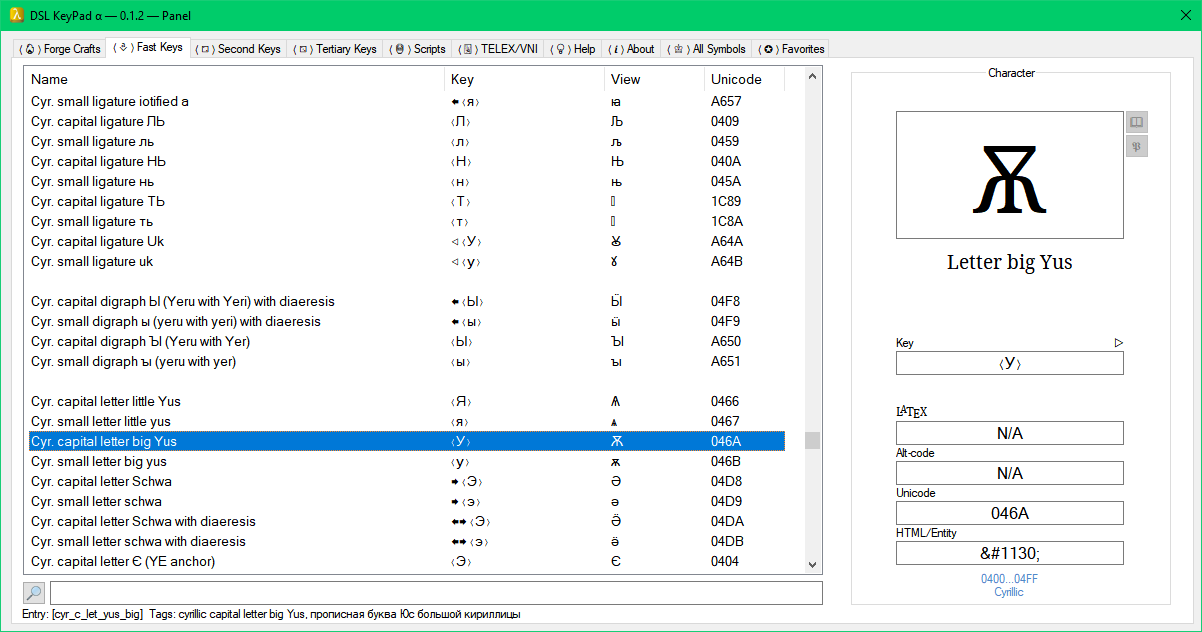 DSL KeyPad α — 0.1.2 — Panel
Forge Crafts Fast Keys Second Keys Tertiary Keys Scripts TELEX/VNI Help About All Symbols Favorites
Name Key View Unicode
Cyr. small ligature iotified a ⬅〈я〉 ꙗ A657
Cyr. capital ligature ЛЬ 〈Л〉 Љ 0409
Cyr. small ligature ль 〈л〉 љ 0459
Cyr. capital ligature НЬ 〈Н〉 Њ 040A
Cyr. small ligature нь 〈н〉 њ 045A
Cyr. capital ligature ТЬ 〈Т〉 1C89
Cyr. small ligature ть 〈т〉 1C8A
Cyr. capital ligature Uk ◁〈У〉 Ꙋ A64A
Cyr. small ligature uk ◁〈у〉 ꙋ A64B
Cyr. capital digraph Ы (Yeru with Yeri) with diaeresis ⬅〈Ы〉 Ӹ 04F8
Cyr. small digraph ы (yeru with yeri) with diaeresis ⬅〈ы〉 ӹ 04F9
Cyr. capital digraph Ꙑ (Yeru with Yer) 〈Ы〉 Ꙑ A650
Cyr. small digraph ꙑ (yeru with yer) 〈ы〉 ꙑ A651
Cyr. capital letter little Yus 〈Я〉 Ѧ 0466
Cyr. small letter little yus 〈я〉 ѧ 0467
Cyr. capital letter big Yus 〈У〉 Ѫ 046A
Cyr. small letter big yus 〈у〉 ѫ 046B
Cyr. capital letter Schwa ➡〈Э〉 Ә 04D8
Cyr. small letter schwa ➡〈э〉 ә 04D9
Cyr. capital letter Schwa with diaeresis ⬅➡〈Э〉 Ӛ 04DA
Cyr. small letter schwa with diaeresis ⬅➡〈э〉 ӛ 04DB
Cyr. capital letter Є (YE anchor) 〈Э〉 Є 0404
Entry: [cyr_c_let_yus_big] Tags: cyrillic capital letter big Yus, прописная буква Юс большой кириллицы
Character
Ѫ
Letter big Yus
Key ▷
〈У〉
LATEX
N/A
Alt-code
N/A
Unicode
046A
HTML/Entity
&amp;#1130;
0400...04FF
Cyrillic